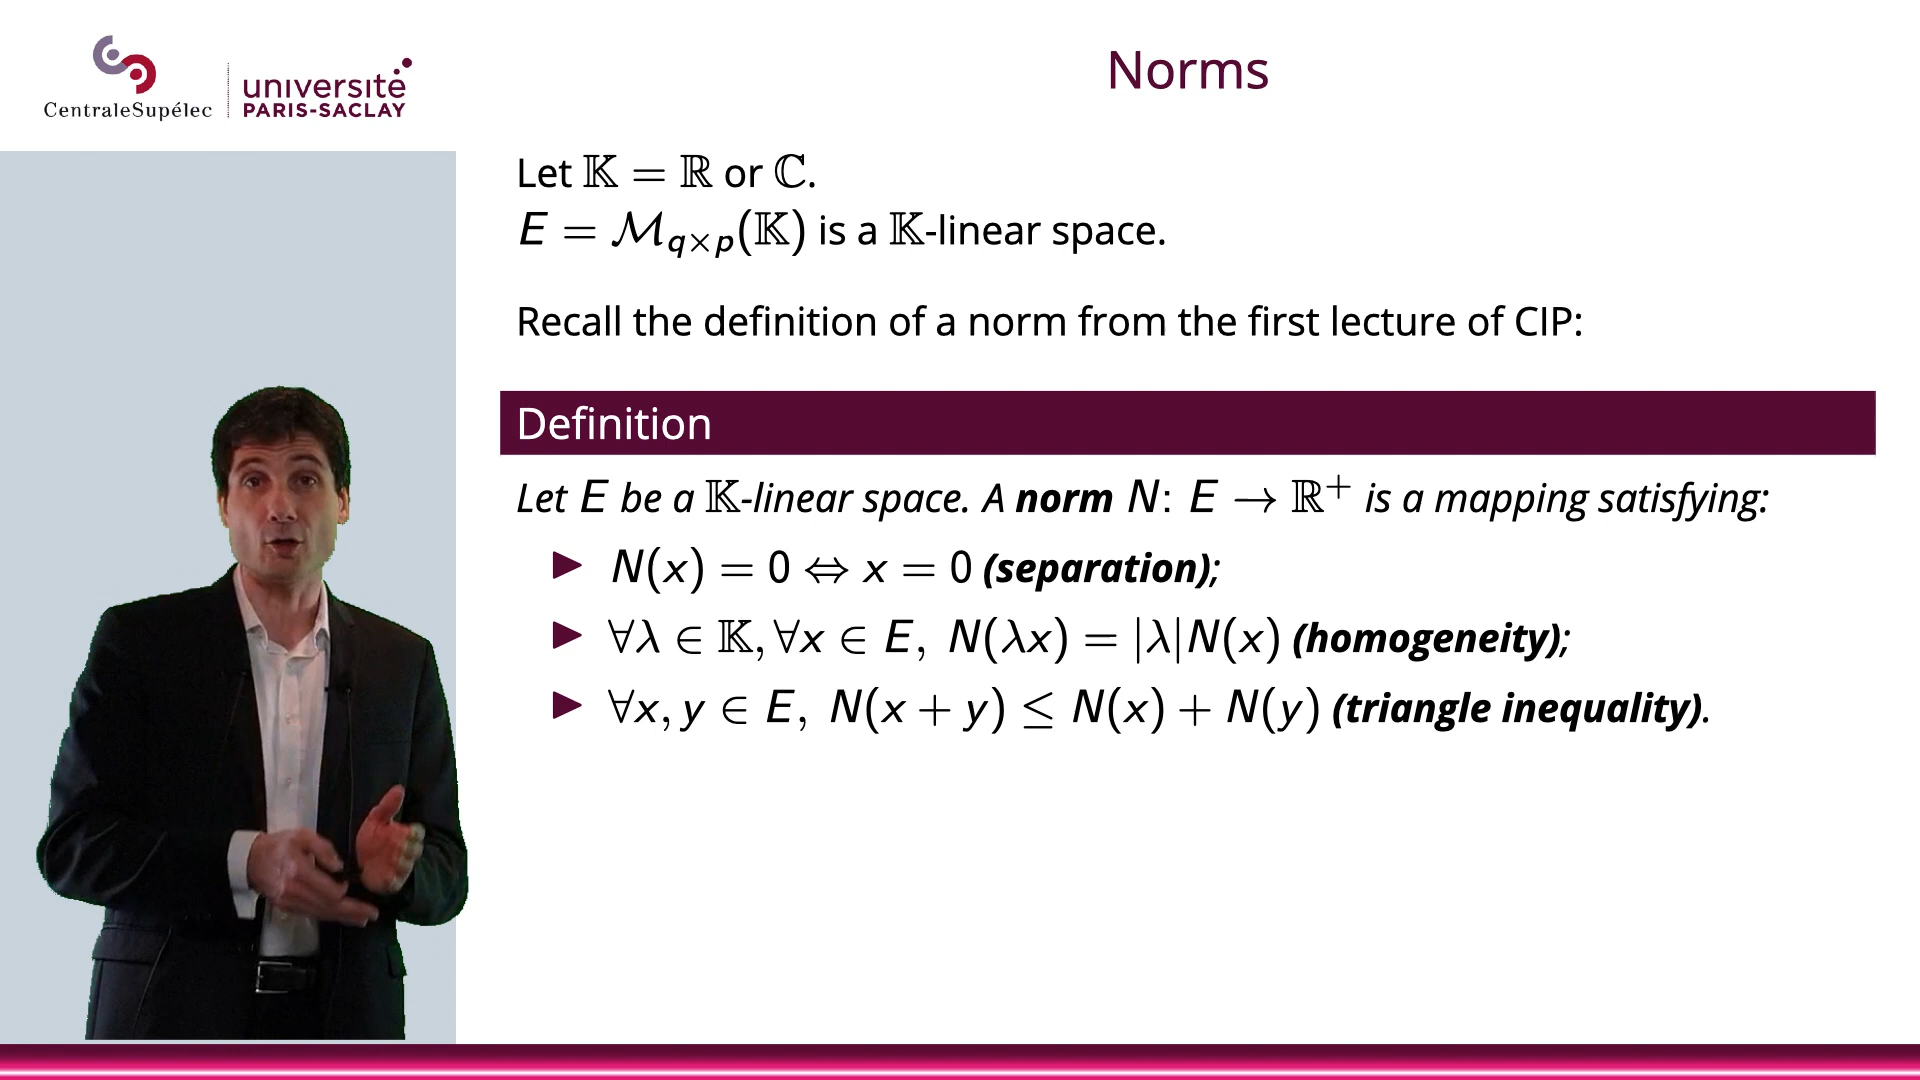 CentraleSupélec
université
PARIS-SACLAY
Norms
Let 𝕂 = ℝ or ℂ.
E = ℳq×p(𝕂) is a 𝕂-linear space.
Recall the definition of a norm from the first lecture of CIP:
Definition
Let E be a 𝕂-linear space. A norm N: E → ℝ⁺ is a mapping satisfying:
▶ N(x) = 0 ⇔ x = 0 (separation);
▶ ∀λ ∈ 𝕂, ∀x ∈ E, N(λx) = |λ|N(x) (homogeneity);
▶ ∀x, y ∈ E, N(x + y) ≤ N(x) + N(y) (triangle inequality).